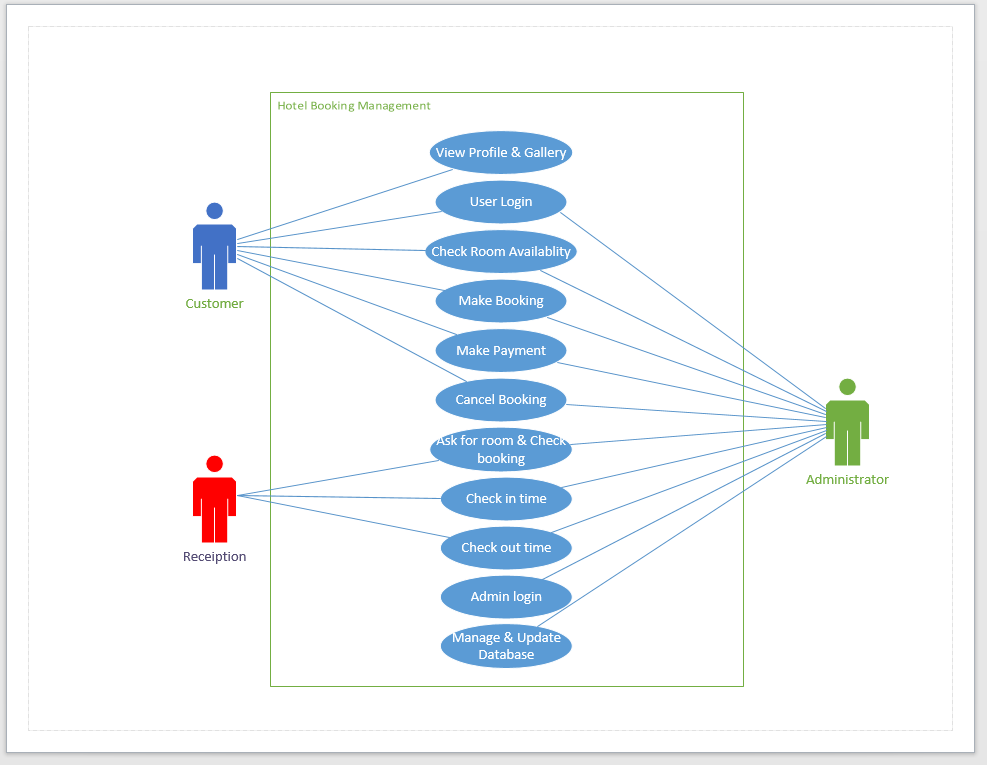 Hotel Booking Management
View Profile & Gallery
User Login
Check Room Availablity
Make Booking
Customer
Make Payment
Cancel Booking
Ask for room & Check
booking
Administrator
Check in time
Check out time
Receiption
Admin login
Manage & Update
Database